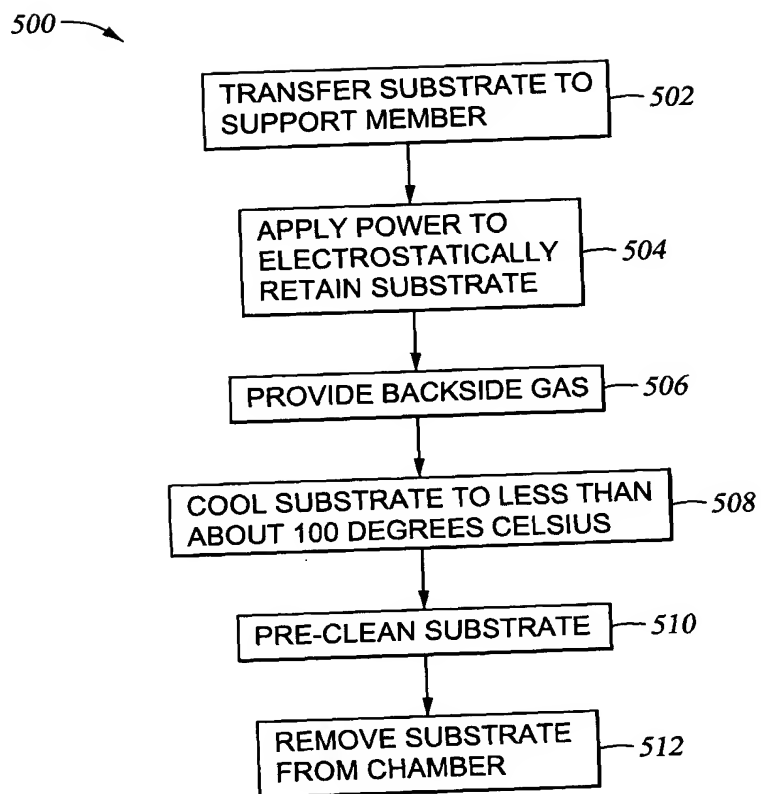 500
TRANSFER SUBSTRATE TO
SUPPORT MEMBER
502
APPLY POWER TO
ELECTROSTATICALLY
RETAIN SUBSTRATE
504
PROVIDE BACKSIDE GAS
506
COOL SUBSTRATE TO LESS THAN
ABOUT 100 DEGREES CELSIUS
508
PRE-CLEAN SUBSTRATE
510
REMOVE SUBSTRATE
FROM CHAMBER
512